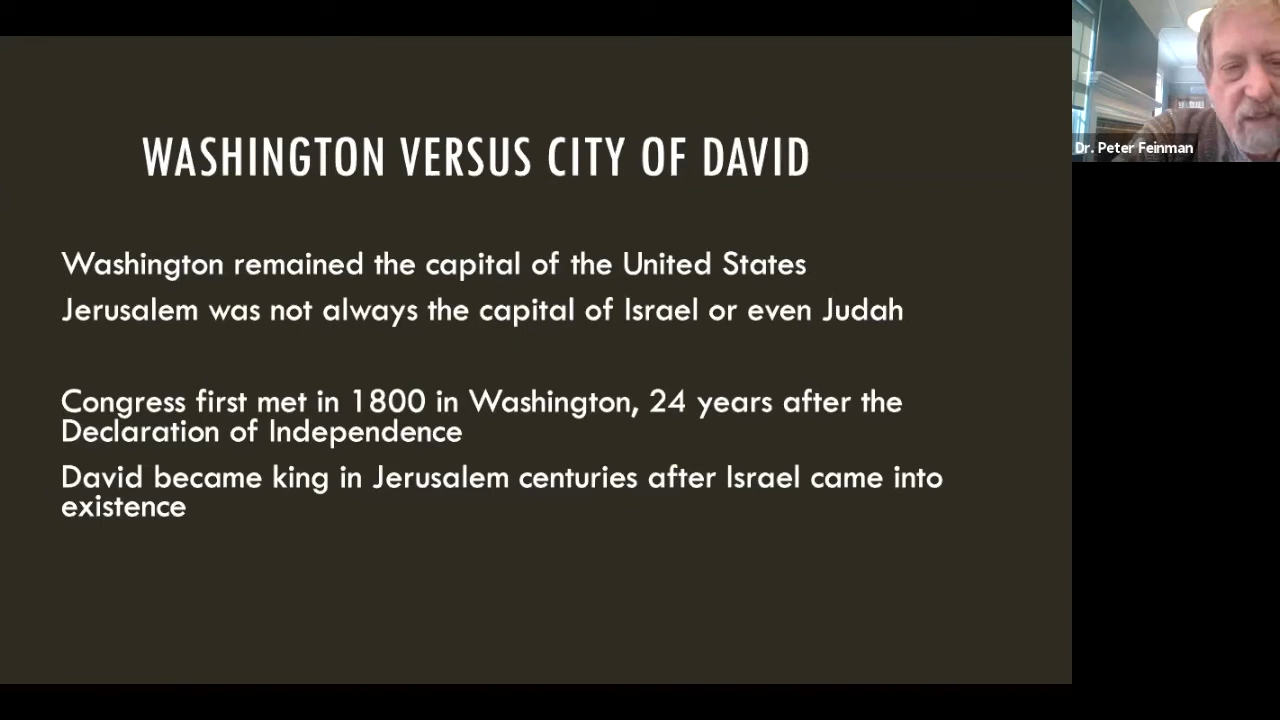 WASHINGTON VERSUS CITY OF DAVID
Washington remained the capital of the United States
Jerusalem was not always the capital of Israel or even Judah
Congress first met in 1800 in Washington, 24 years after the
Declaration of Independence
David became king in Jerusalem centuries after Israel came into
existence
Dr. Peter Feinman